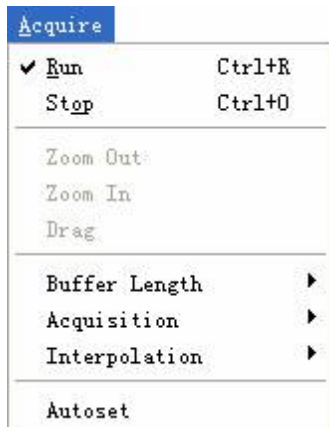 Acquire
✔ Run Ctrl+R
Stop Ctrl+O
Zoom Out
Zoom In
Drag
Buffer Length ▶
Acquisition ▶
Interpolation ▶
Autoset